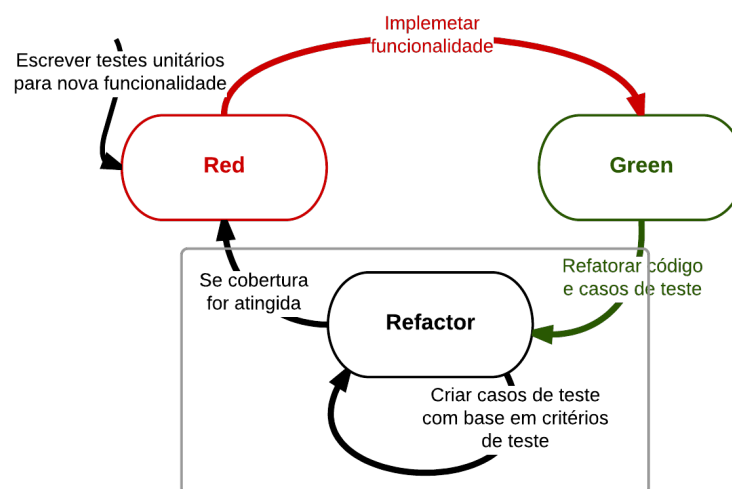 Implemetar
funcionalidade
Escrever testes unitários
para nova funcionalidade
Red
Green
Se cobertura
for atingida
Refatorar código
e casos de teste
Refactor
Criar casos de teste
com base em critérios
de teste